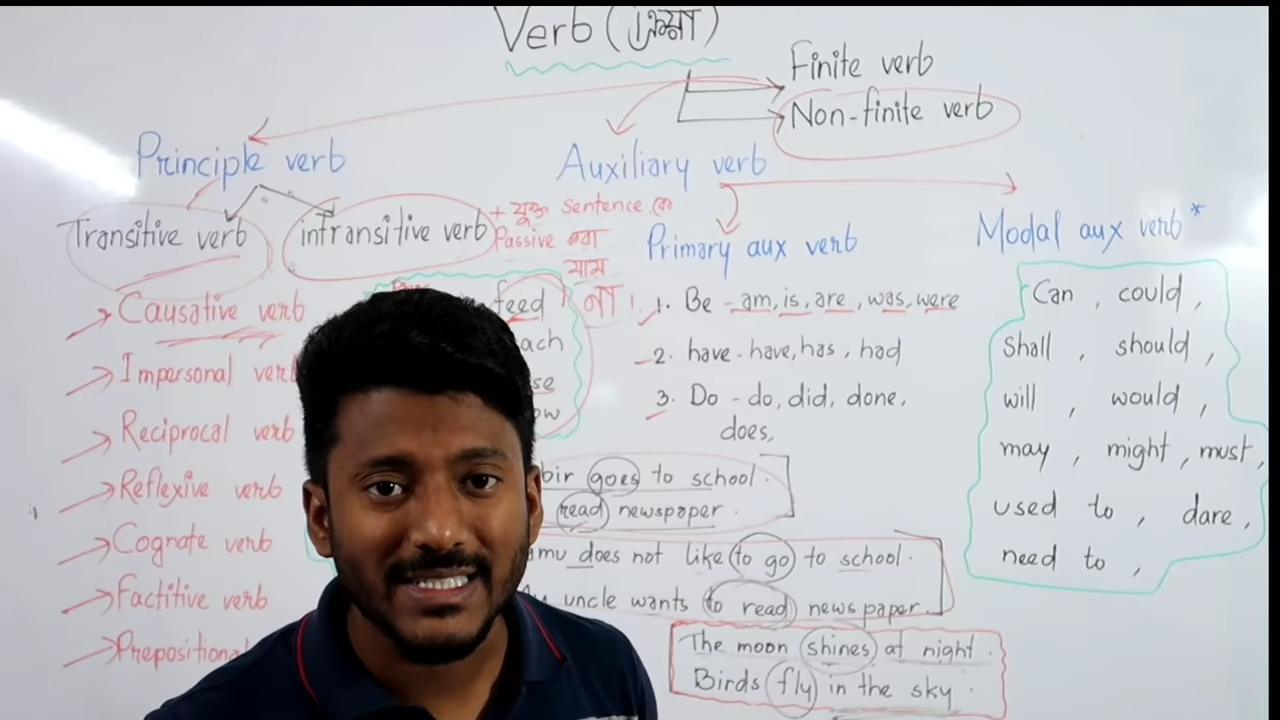 Verb (ক্রিয়া)
Finite verb
Non-finite verb
Principle verb
Auxiliary verb
Transitive verb
intransitive verb
+ যুক্ত Sentence কে
Passive করা
যায়
না!
Primary aux verb
Modal aux verb*
Causative verb
Impersonal verb
Reciprocal verb
Reflexive verb
Cognate verb
Factitive verb
Prepositional
feed
1. Be - am, is, are, was, were
2. have - have, has, had
3. Do - do, did, done,
does,
Can, could,
Shall, should,
will, would,
may, might, must,
used to, dare,
need to,
goes to school.
read newspaper.
does not like to go to school.
uncle wants to read news paper.
The moon shines at night.
Birds fly in the sky.